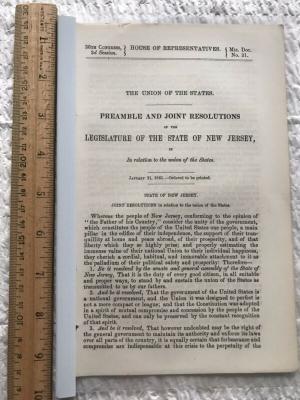 36TH CONGRESS, HOUSE OF REPRESENTATIVES. MIS. DOC.
2d Session. No. 21.
THE UNION OF THE STATES.
PREAMBLE AND JOINT RESOLUTIONS
OF THE
LEGISLATURE OF THE STATE OF NEW JERSEY,
IN
In relation to the union of the States.
JANUARY 31, 1861.—Ordered to be printed.
STATE OF NEW JERSEY.
JOINT RESOLUTIONS in relation to the union of the States.
Whereas the people of New Jersey, conforming to the opinion of
"the Father of his Country," consider the unity of the government,
which constitutes the people of the United States one people, a main
pillar in the edifice of their independence, the support of their tran-
quility at home and peace abroad, of their prosperity, and of that
liberty which they so highly prize; and properly estimating the
immense value of their national Union to their individual happiness,
they cherish a cordial, habitual, and immovable attachment to it as
the palladium of their political safety and prosperity: Therefore—
1. Be it resolved by the senate and general assembly of the State of
New Jersey, That it is the duty of every good citizen, in all suitable
and proper ways, to stand by and sustain the union of the States as
transmitted to us by our fathers.
2. And be it resolved, That the government of the United States is
a national government, and the Union it was designed to perfect is
not a mere compact or league; and that the Constitution was adopted
in a spirit of mutual compromise and concession by the people of the
United States, and can only be preserved by the constant recognition
of that spirit.
3. And be it resolved, That however undoubted may be the right of
the general government to maintain its authority and enforce its laws
over all parts of the country, it is equally certain that forbearance and
compromise are indispensable at this crisis to the perpetuity of the
1
2
3
4
5
6
7
8
9
10